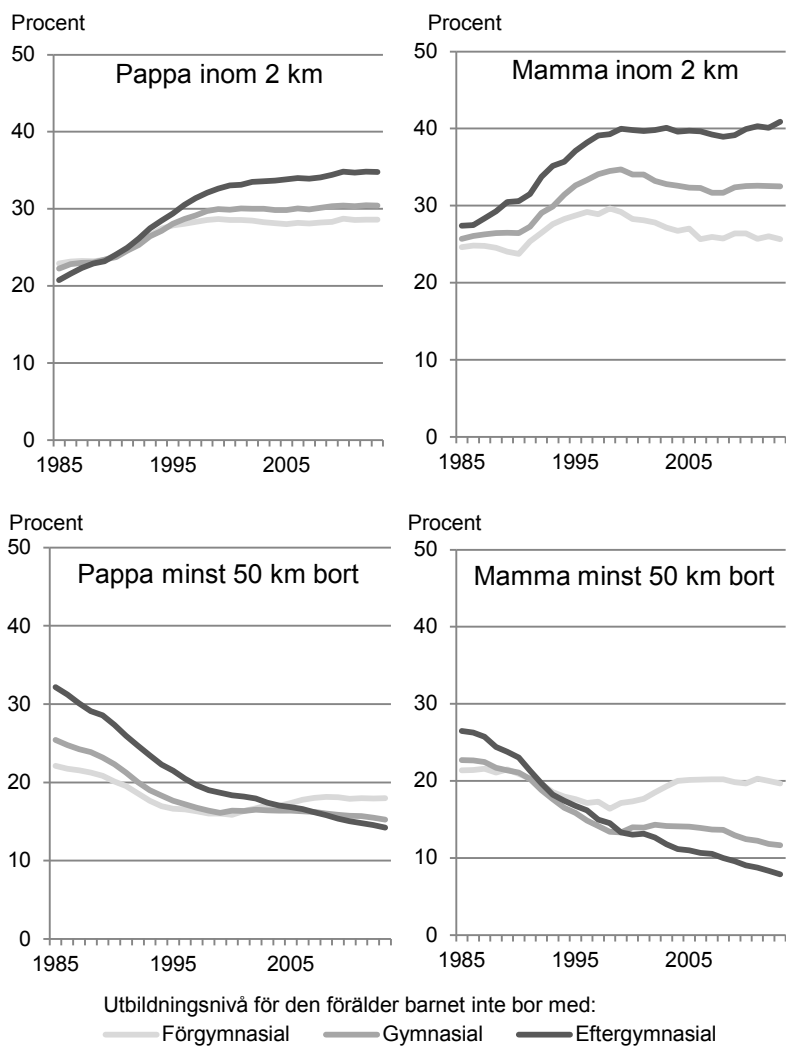 Procent
Pappa inom 2 km
50
40
30
20
10
0
1985 1995 2005
Procent
Mamma inom 2 km
50
40
30
20
10
0
1985 1995 2005
Procent
Pappa minst 50 km bort
50
40
30
20
10
0
1985 1995 2005
Procent
Mamma minst 50 km bort
50
40
30
20
10
0
1985 1995 2005
Utbildningsnivå för den förälder barnet inte bor med:
Förgymnasial Gymnasial Eftergymnasial